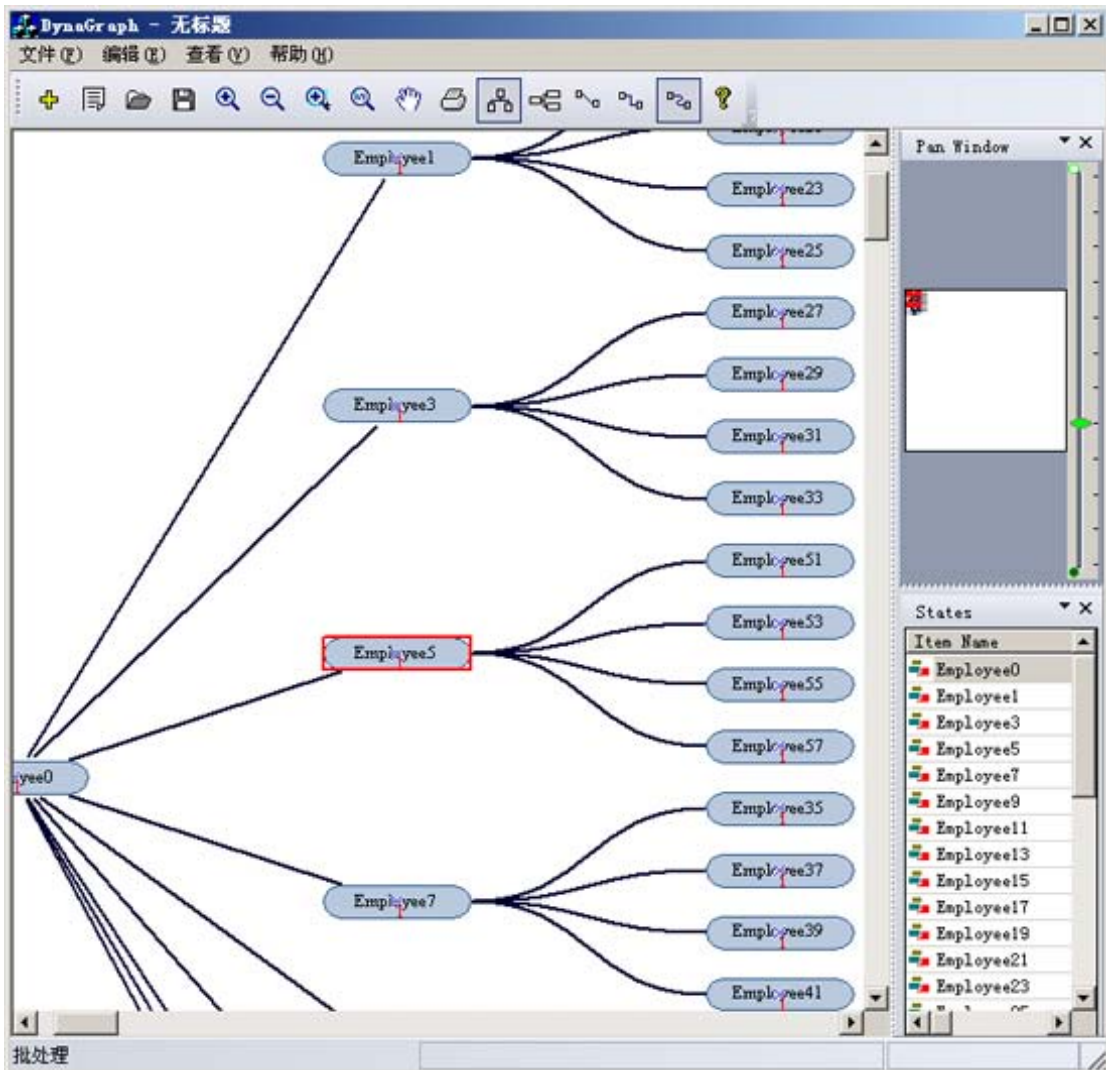 DynaGraph - 无标题
文件(F) 编辑(E) 查看(V) 帮助(H)
Employee1
Employee23
Employee25
Employee27
Employee3
Employee29
Employee31
Employee33
Employee51
Employee53
Employee5
Employee55
Employee57
yee0
Employee35
Employee37
Employee7
Employee39
Employee41
Pan Window
States
Item Name
Employee0
Employee1
Employee3
Employee5
Employee7
Employee9
Employee11
Employee13
Employee15
Employee17
Employee19
Employee21
Employee23
批处理